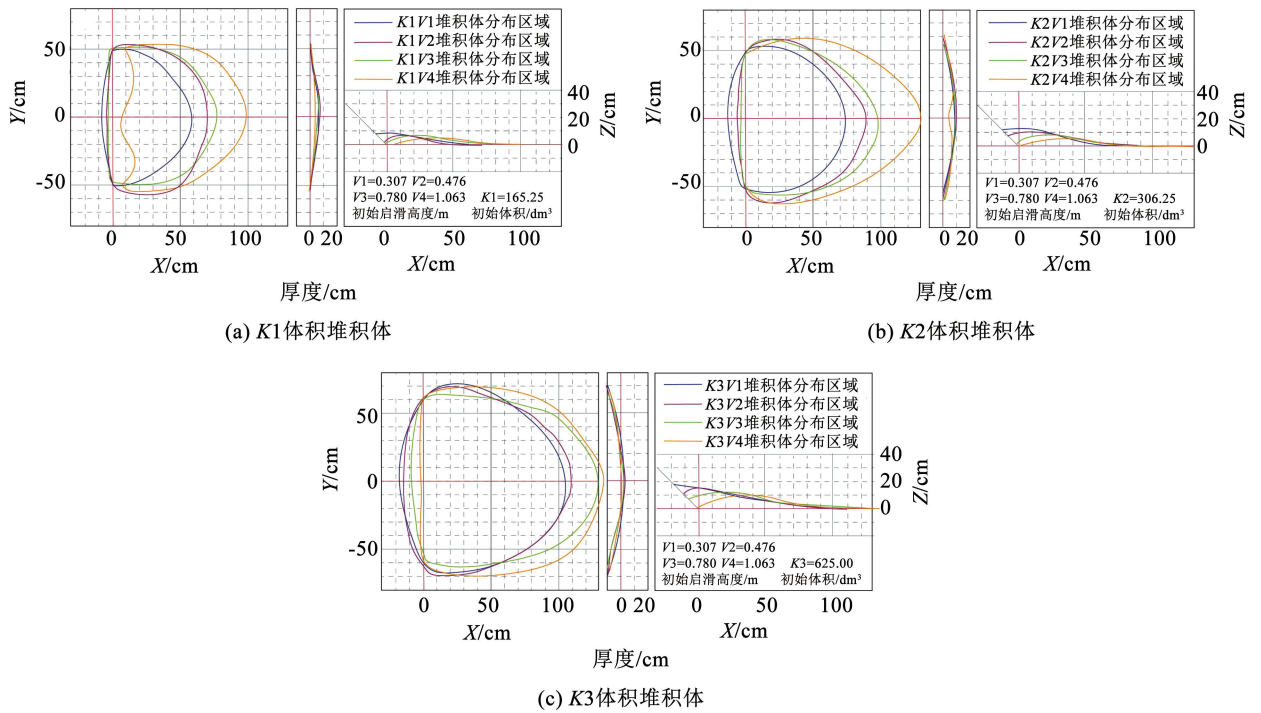 K1V1堆积体分布区域
K1V2堆积体分布区域
K1V3堆积体分布区域
K1V4堆积体分布区域
50
0
-50
Y/cm
40
20
0
Z/cm
V1=0.307 V2=0.476
V3=0.780 V4=1.063 K1=165.25
初始启滑高度/m 初始体积/dm³
0 50 100
0 20
0 50 100
X/cm
X/cm
厚度/cm
(a) K1体积堆积体
K2V1堆积体分布区域
K2V2堆积体分布区域
K2V3堆积体分布区域
K2V4堆积体分布区域
50
0
-50
Y/cm
40
20
0
Z/cm
V1=0.307 V2=0.476
V3=0.780 V4=1.063 K2=306.25
初始启滑高度/m 初始体积/dm³
0 50 100
0 20
0 50 100
X/cm
X/cm
厚度/cm
(b) K2体积堆积体
K3V1堆积体分布区域
K3V2堆积体分布区域
K3V3堆积体分布区域
K3V4堆积体分布区域
50
0
-50
Y/cm
40
20
0
Z/cm
V1=0.307 V2=0.476
V3=0.780 V4=1.063 K3=625.00
初始启滑高度/m 初始体积/dm³
0 50 100
0 20
0 50 100
X/cm
X/cm
厚度/cm
(c) K3体积堆积体